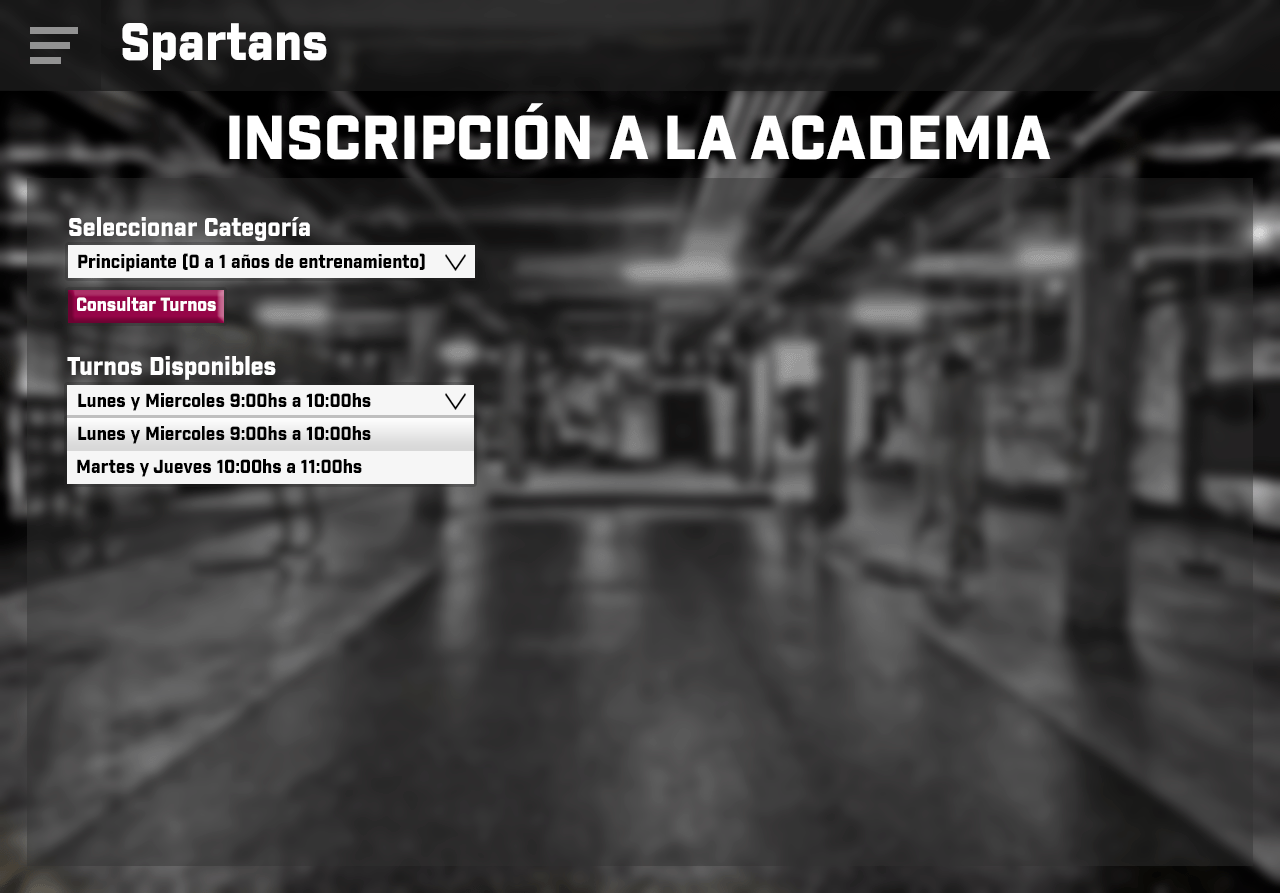 Spartans
INSCRIPCIÓN A LA ACADEMIA
Seleccionar Categoría
Principiante (0 a 1 años de entrenamiento)
Consultar Turnos
Turnos Disponibles
Lunes y Miercoles 9:00hs a 10:00hs
Lunes y Miercoles 9:00hs a 10:00hs
Martes y Jueves 10:00hs a 11:00hs